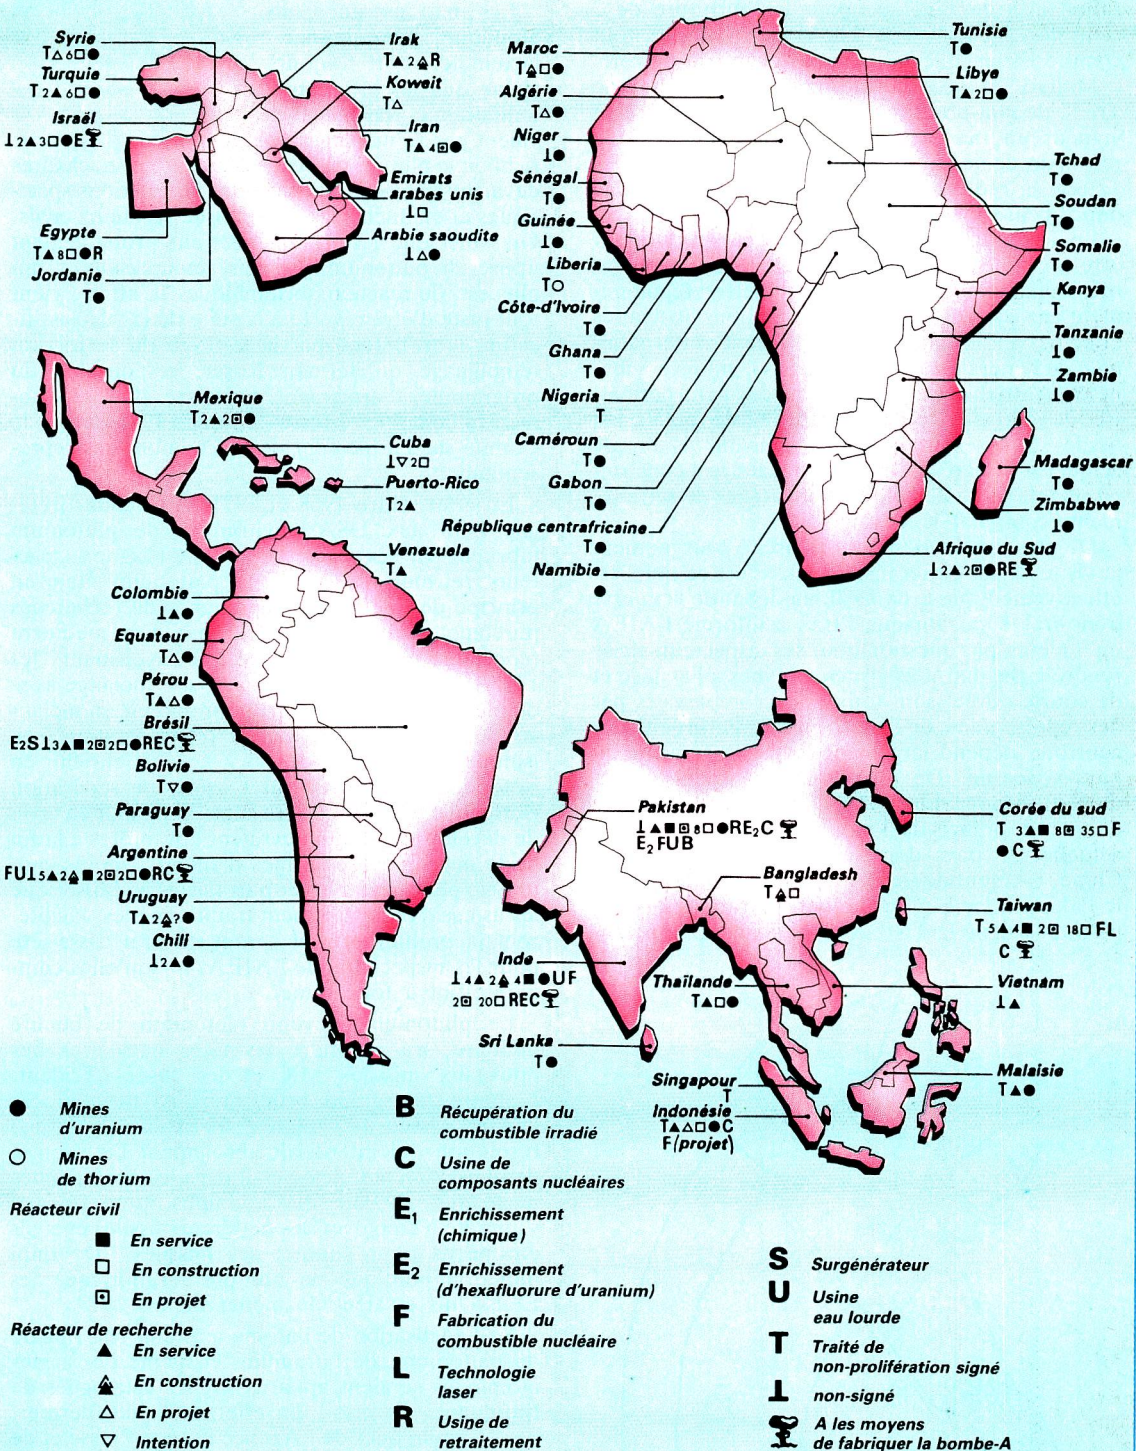 Syrie
T△6□●
Turquie
T2▲6□●
Israël
⊥2▲3□●E
Irak
T▲2R
Koweit
T△
Iran
T▲4⊡●
Emirats
arabes unis
⊥□
Arabie saoudite
⊥△●
Egypte
T▲8□●R
Jordanie
T●
Maroc
T□●
Algérie
T△●
Niger
⊥●
Sénégal
T●
Guinée
⊥●
Liberia
T○
Côte-d'Ivoire
T●
Ghana
T●
Nigeria
T
Caméroun
T●
Gabon
T●
République centrafricaine
T●
Namibie
●
Tunisie
T●
Libye
T▲2□●
Tchad
T●
Soudan
T●
Somalie
T●
Kenya
T
Tanzanie
⊥●
Zambie
⊥●
Madagascar
T●
Zimbabwe
⊥●
Afrique du Sud
⊥2▲2⊡●RE
Mexique
T2▲2⊡●
Cuba
⊥▽2□
Puerto-Rico
T2▲
Venezuela
T▲
Colombie
⊥▲●
Equateur
T△●
Pérou
T▲△●
Brésil
E2S⊥3▲■2⊡2□●REC
Bolivie
T▽●
Paraguay
T●
Argentine
FU⊥5▲2■2⊡2□●RC
Uruguay
T▲2?●
Chili
⊥2▲●
Pakistan
⊥▲■⊡8□●RE₂C
E₂FUB
Bangladesh
T□
Inde
⊥4▲2 4■●UF
2⊡ 20□ REC
Sri Lanka
T●
Thaïlande
T▲□●
Corée du sud
T 3▲■ 8⊡ 35□F
●C
Taiwan
T5▲4■ 2⊡ 18□FL
C
Vietnam
⊥▲
Malaisie
T▲●
Singapour
T
Indonésie
T▲△□●C
F(projet)
● Mines
d'uranium
○ Mines
de thorium
Réacteur civil
■ En service
□ En construction
⊡ En projet
Réacteur de recherche
▲ En service
En construction
△ En projet
▽ Intention
B Récupération du
combustible irradié
C Usine de
composants nucléaires
E₁ Enrichissement
(chimique)
E₂ Enrichissement
(d'hexafluorure d'uranium)
F Fabrication du
combustible nucléaire
L Technologie
laser
R Usine de
retraitement
S Surgénérateur
U Usine
eau lourde
T Traité de
non-prolifération signé
⊥ non-signé
A les moyens
de fabriquer la bombe-A